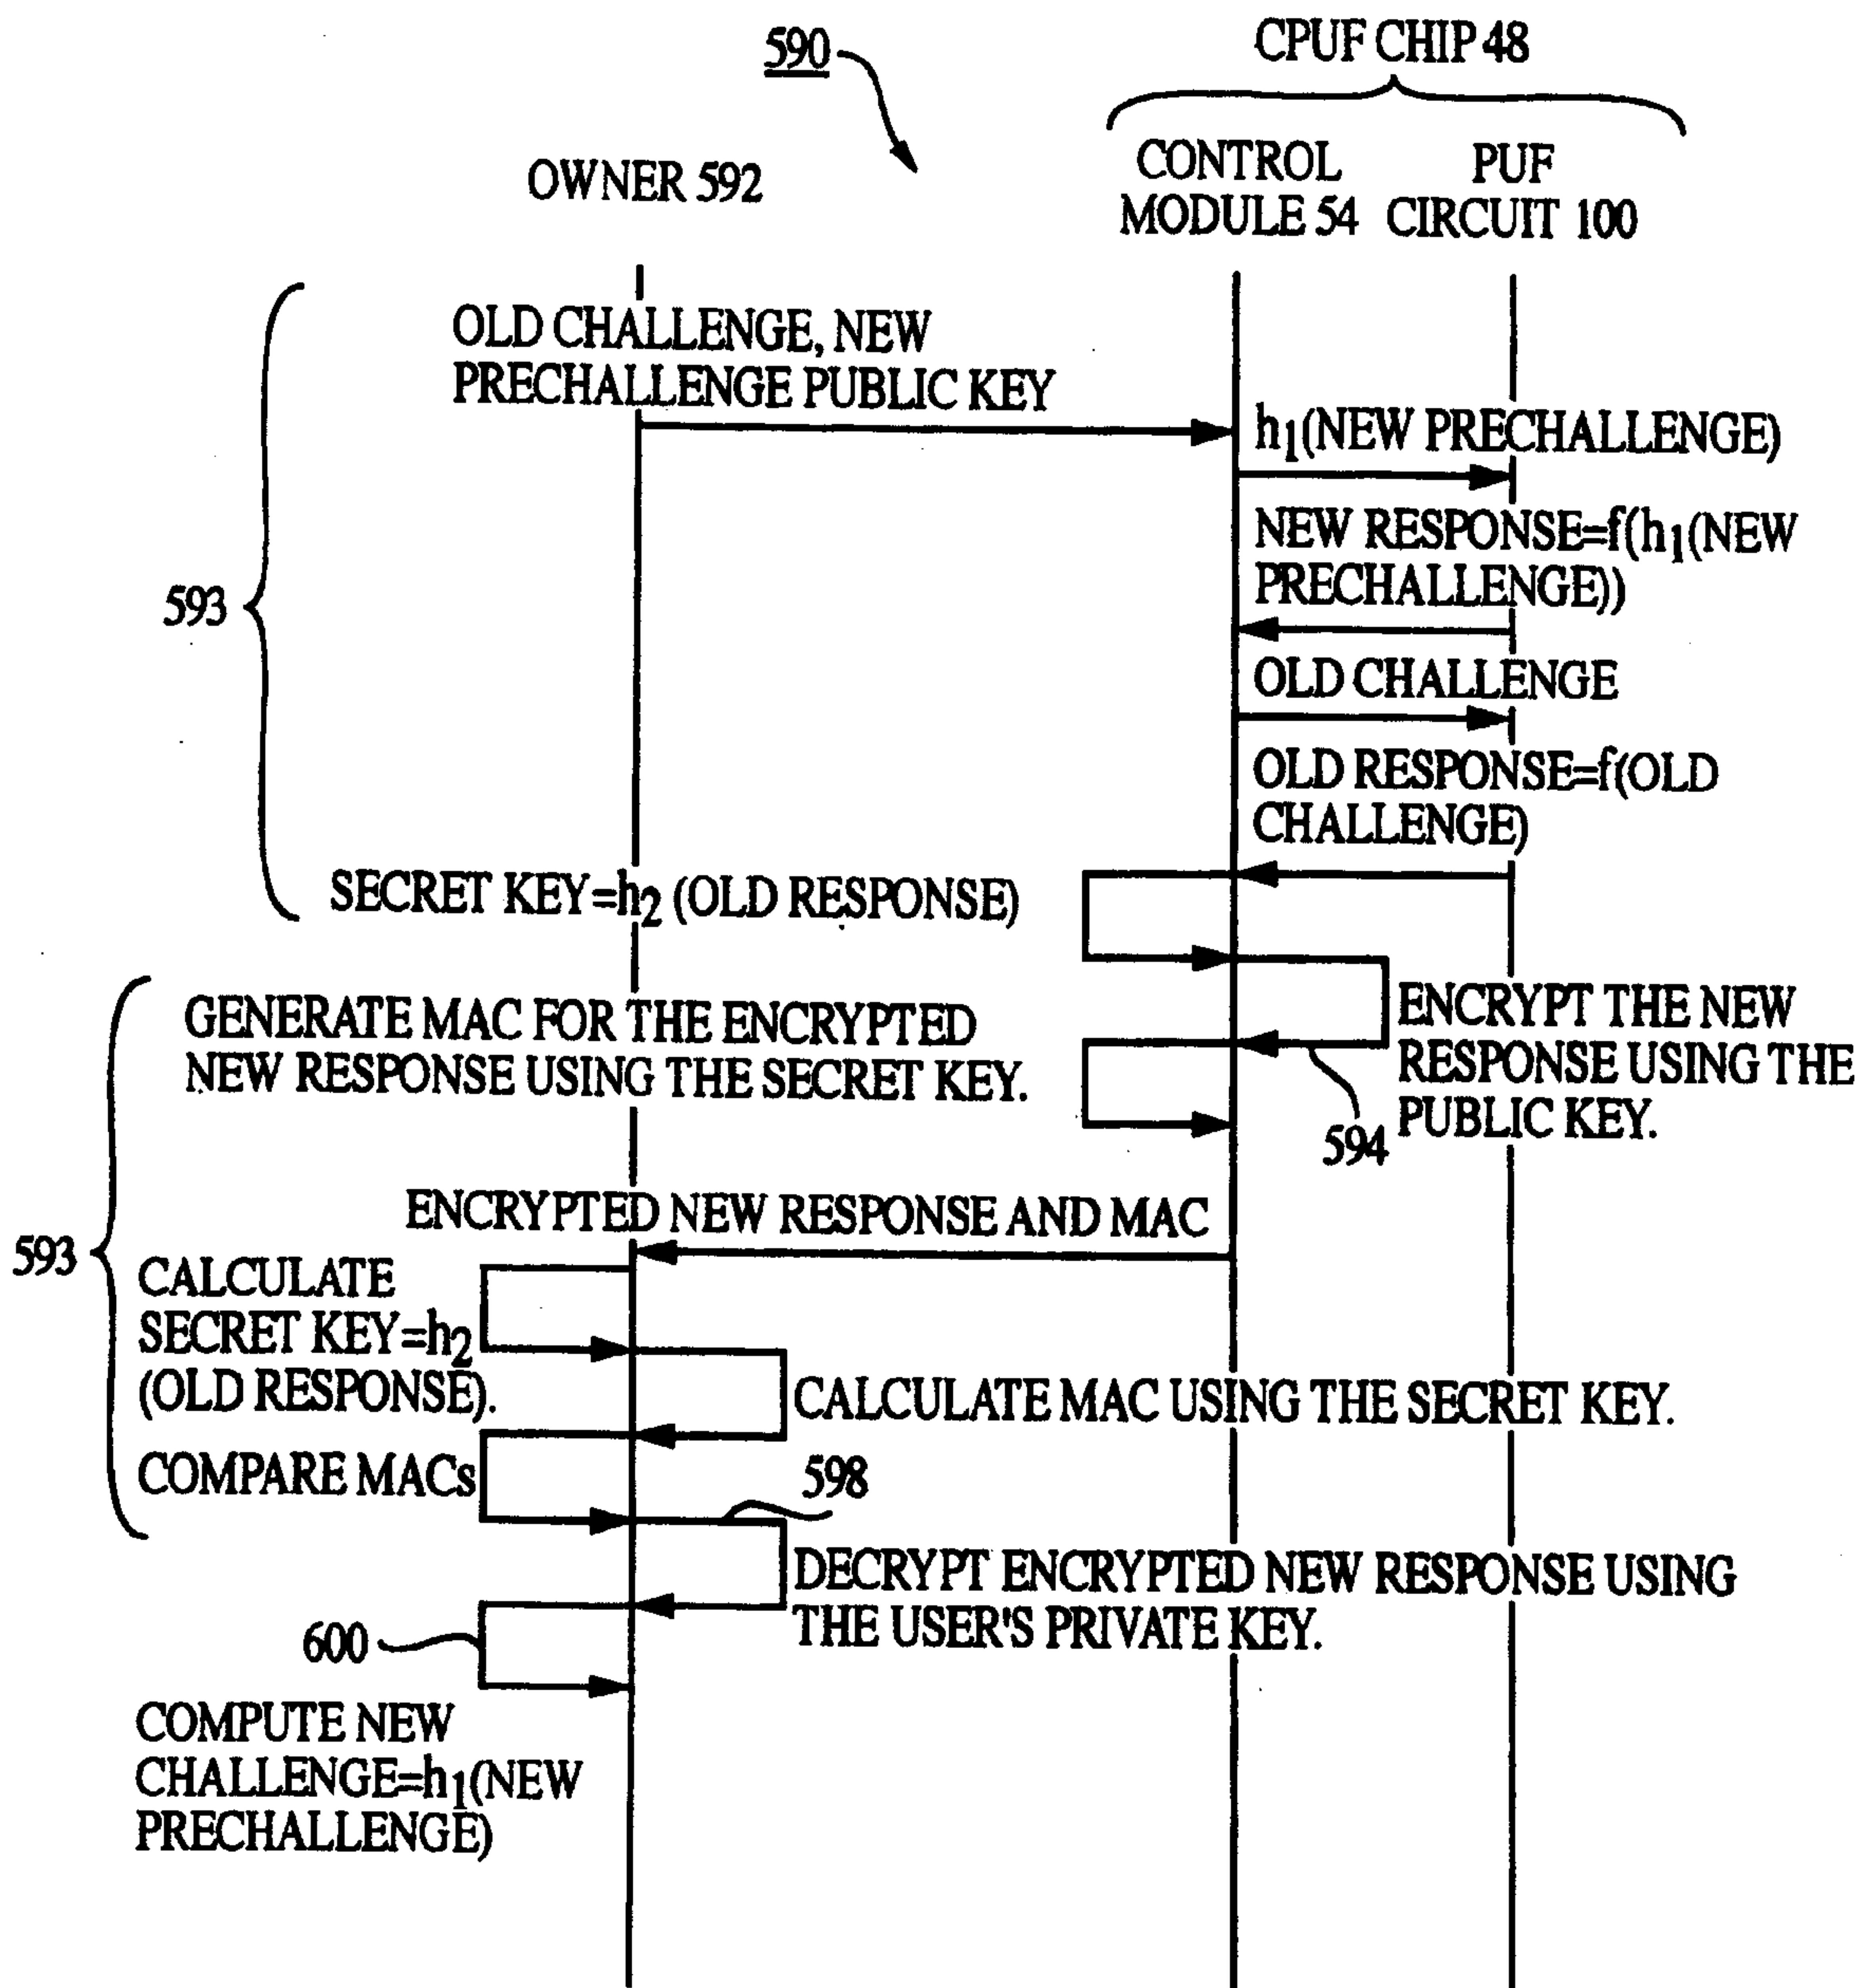 590
CPUF CHIP 48
OWNER 592
CONTROL
MODULE 54
PUF
CIRCUIT 100
OLD CHALLENGE, NEW
PRECHALLENGE PUBLIC KEY
h1(NEW PRECHALLENGE)
NEW RESPONSE=f(h1(NEW
PRECHALLENGE))
593
OLD CHALLENGE
OLD RESPONSE=f(OLD
CHALLENGE)
SECRET KEY=h2 (OLD RESPONSE)
GENERATE MAC FOR THE ENCRYPTED
NEW RESPONSE USING THE SECRET KEY.
ENCRYPT THE NEW
RESPONSE USING THE
PUBLIC KEY.
594
ENCRYPTED NEW RESPONSE AND MAC
593
CALCULATE
SECRET KEY=h2
(OLD RESPONSE).
CALCULATE MAC USING THE SECRET KEY.
COMPARE MACs
598
DECRYPT ENCRYPTED NEW RESPONSE USING
THE USER'S PRIVATE KEY.
600
COMPUTE NEW
CHALLENGE=h1(NEW
PRECHALLENGE)